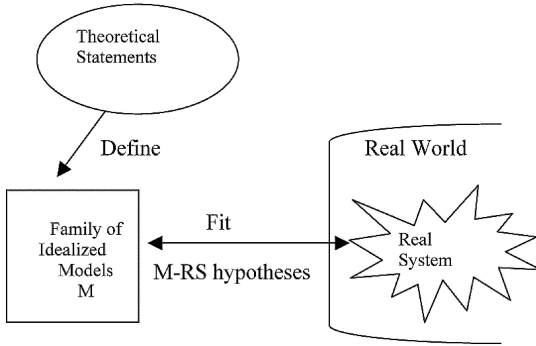 Theoretical
Statements
Define
Real World
Family of
Idealized
Models
M
Fit
M-RS hypotheses
Real
System